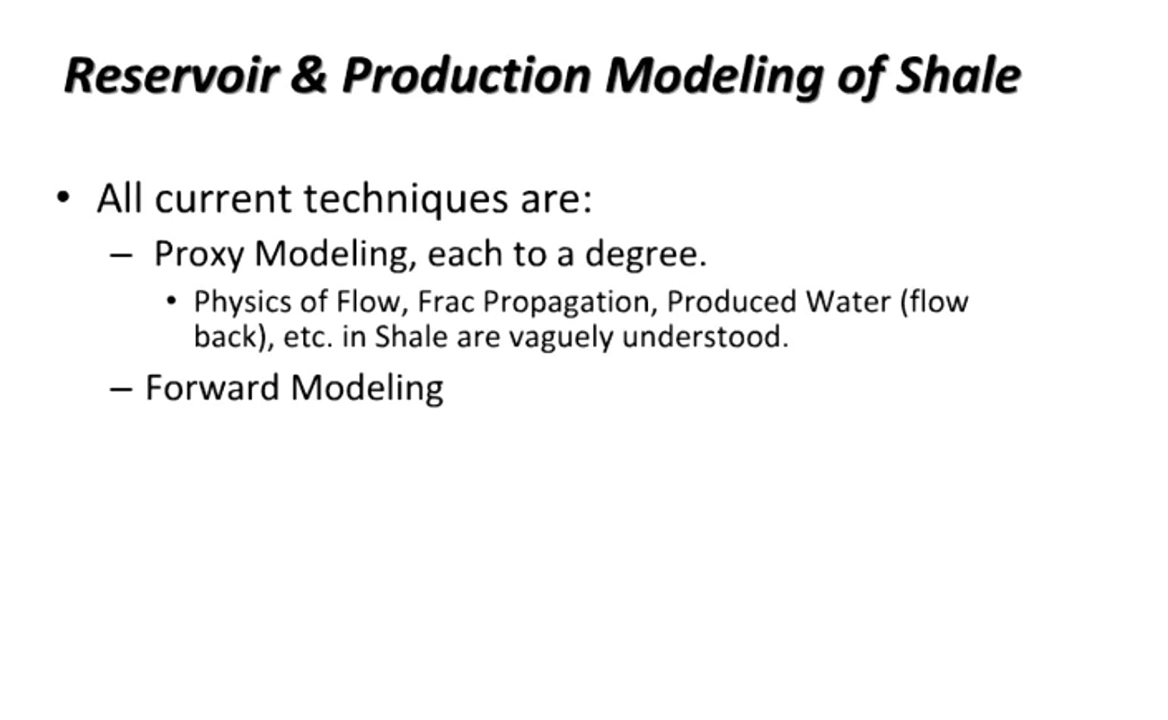 Reservoir & Production Modeling of Shale
• All current techniques are:
– Proxy Modeling, each to a degree.
• Physics of Flow, Frac Propagation, Produced Water (flow
back), etc. in Shale are vaguely understood.
– Forward Modeling